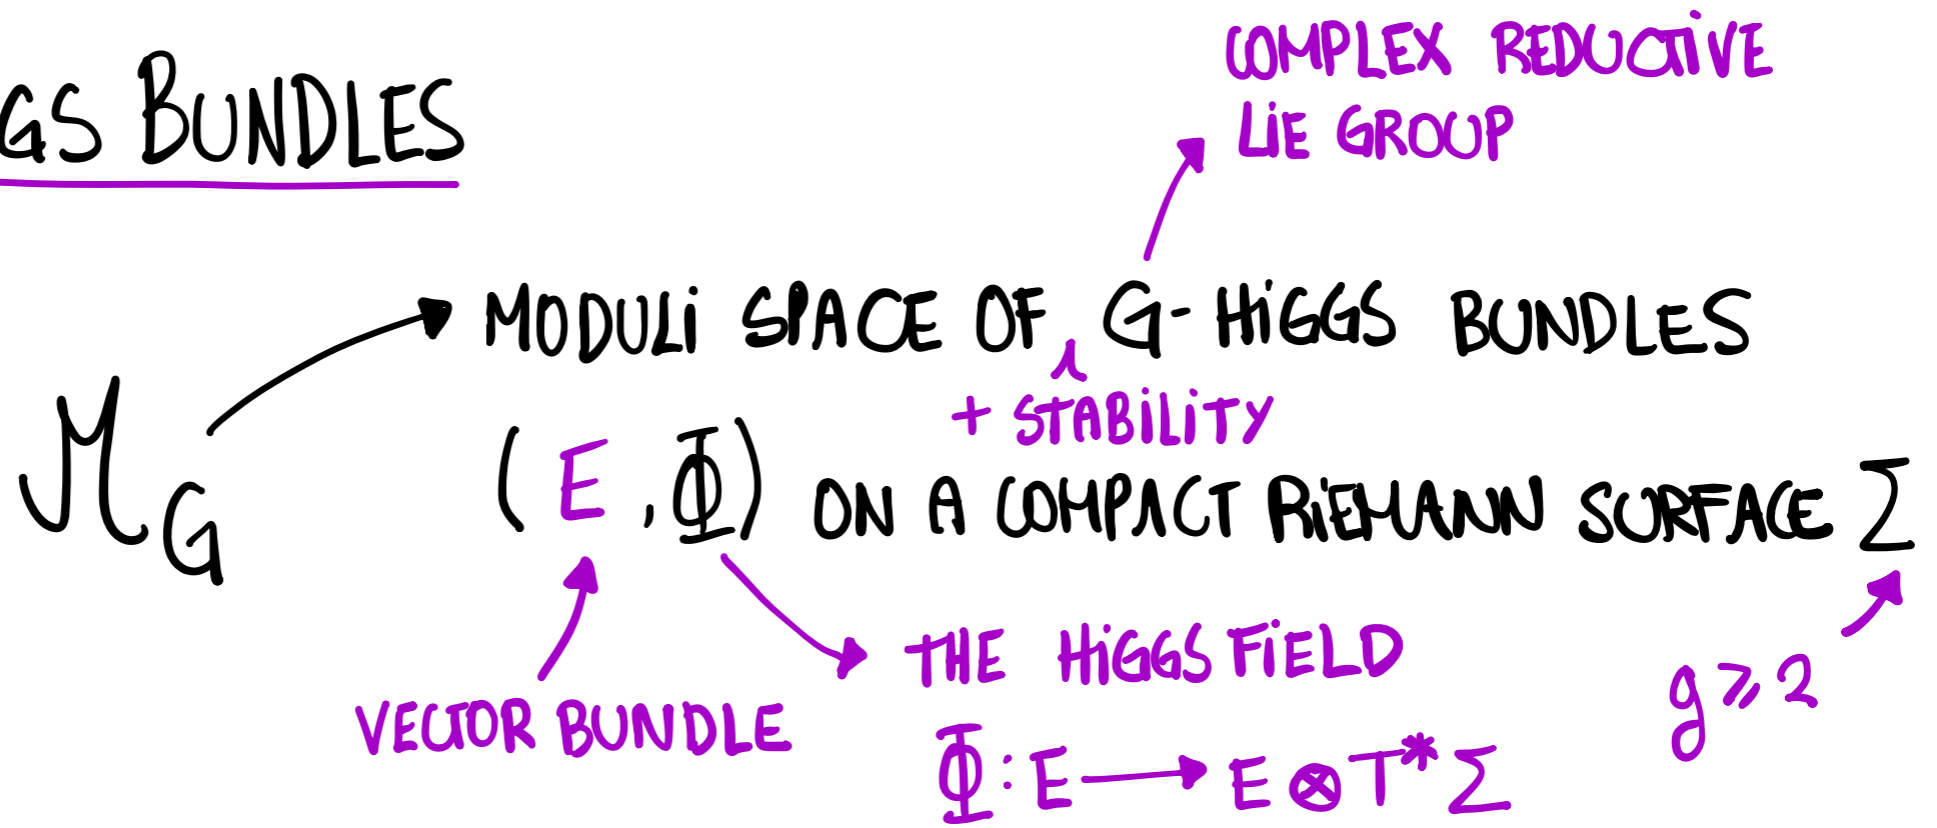 GS BUNDLES
COMPLEX REDUCTIVE
LIE GROUP
MODULI SPACE OF G-HIGGS BUNDLES
+ STABILITY
𝓜_G
(E, Φ) ON A COMPACT RIEMANN SURFACE Σ
VECTOR BUNDLE
THE HIGGS FIELD
Φ: E ⟶ E ⊗ T*Σ
g ⩾ 2